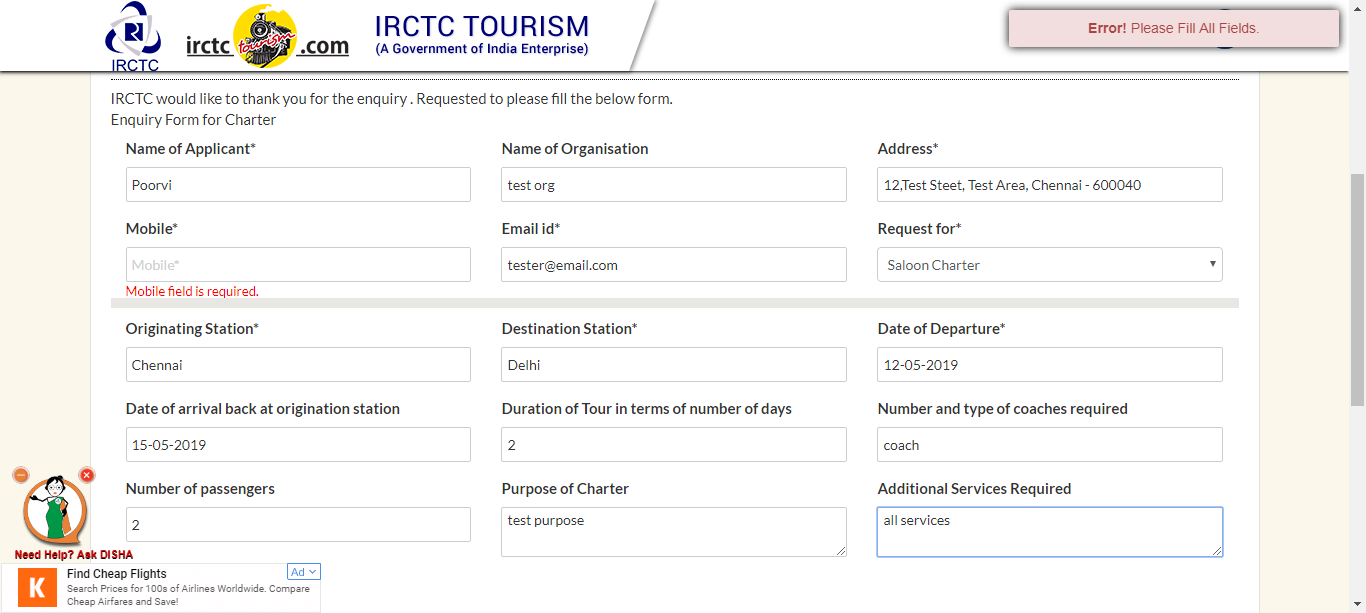 IRCTC
irctc tourism .com
IRCTC TOURISM
(A Government of India Enterprise)
Error! Please Fill All Fields.
IRCTC would like to thank you for the enquiry . Requested to please fill the below form.
Enquiry Form for Charter
Name of Applicant* Name of Organisation Address*
Poorvi test org 12,Test Steet, Test Area, Chennai - 600040
Mobile* Email id* Request for*
Mobile* tester@email.com Saloon Charter
Mobile field is required.
Originating Station* Destination Station* Date of Departure*
Chennai Delhi 12-05-2019
Date of arrival back at origination station Duration of Tour in terms of number of days Number and type of coaches required
15-05-2019 2 coach
Number of passengers Purpose of Charter Additional Services Required
2 test purpose all services
Need Help? Ask DISHA
K
Find Cheap Flights Ad
Search Prices for 100s of Airlines Worldwide. Compare
Cheap Airfares and Save!